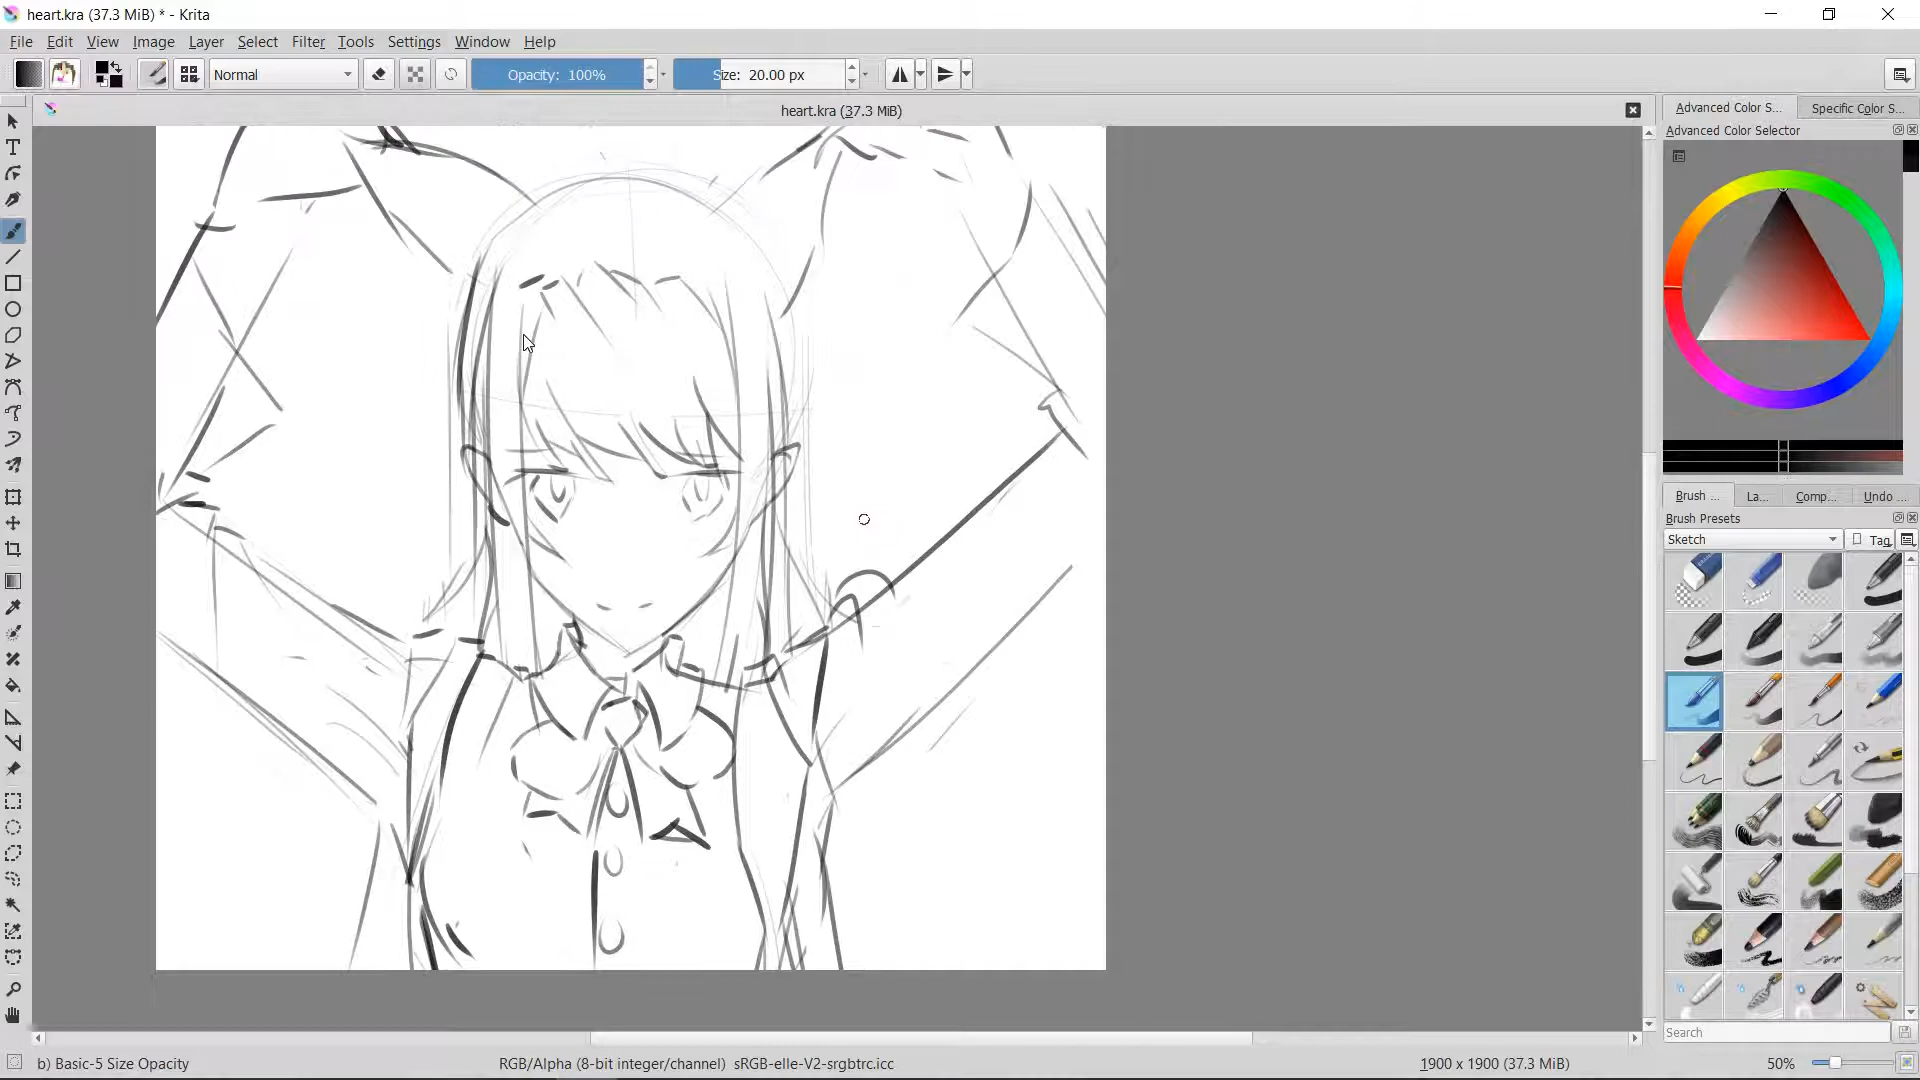 heart.kra (37.3 MiB) * - Krita
File Edit View Image Layer Select Filter Tools Settings Window Help
Normal Opacity: 100% Size: 20.00 px
heart.kra (37.3 MiB)
Advanced Color S... Specific Color S...
Advanced Color Selector
Brush ... La... Comp... Undo ...
Brush Presets
Sketch Tag
Search
b) Basic-5 Size Opacity RGB/Alpha (8-bit integer/channel) sRGB-elle-V2-srgbtrc.icc 1900 x 1900 (37.3 MiB) 50%